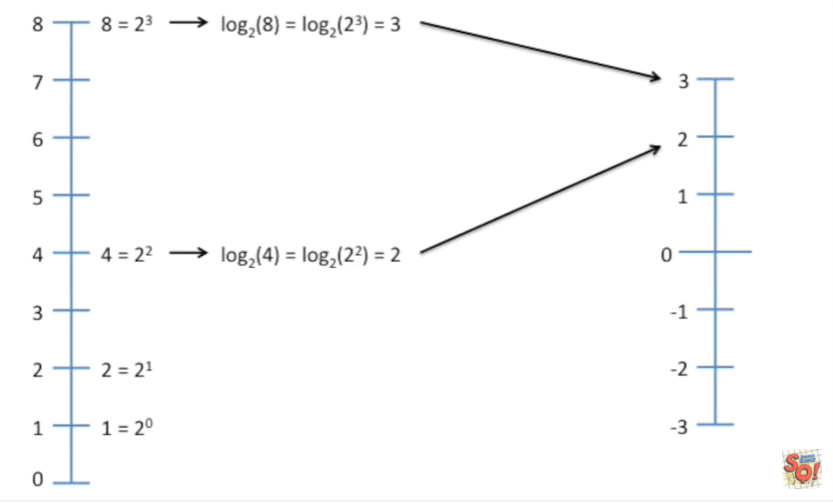 8 8 = 2³ → log₂(8) = log₂(2³) = 3
7
6
5
4 4 = 2² → log₂(4) = log₂(2²) = 2
3
2 2 = 2¹
1 1 = 2⁰
0
3
2
1
0
-1
-2
-3
SO!